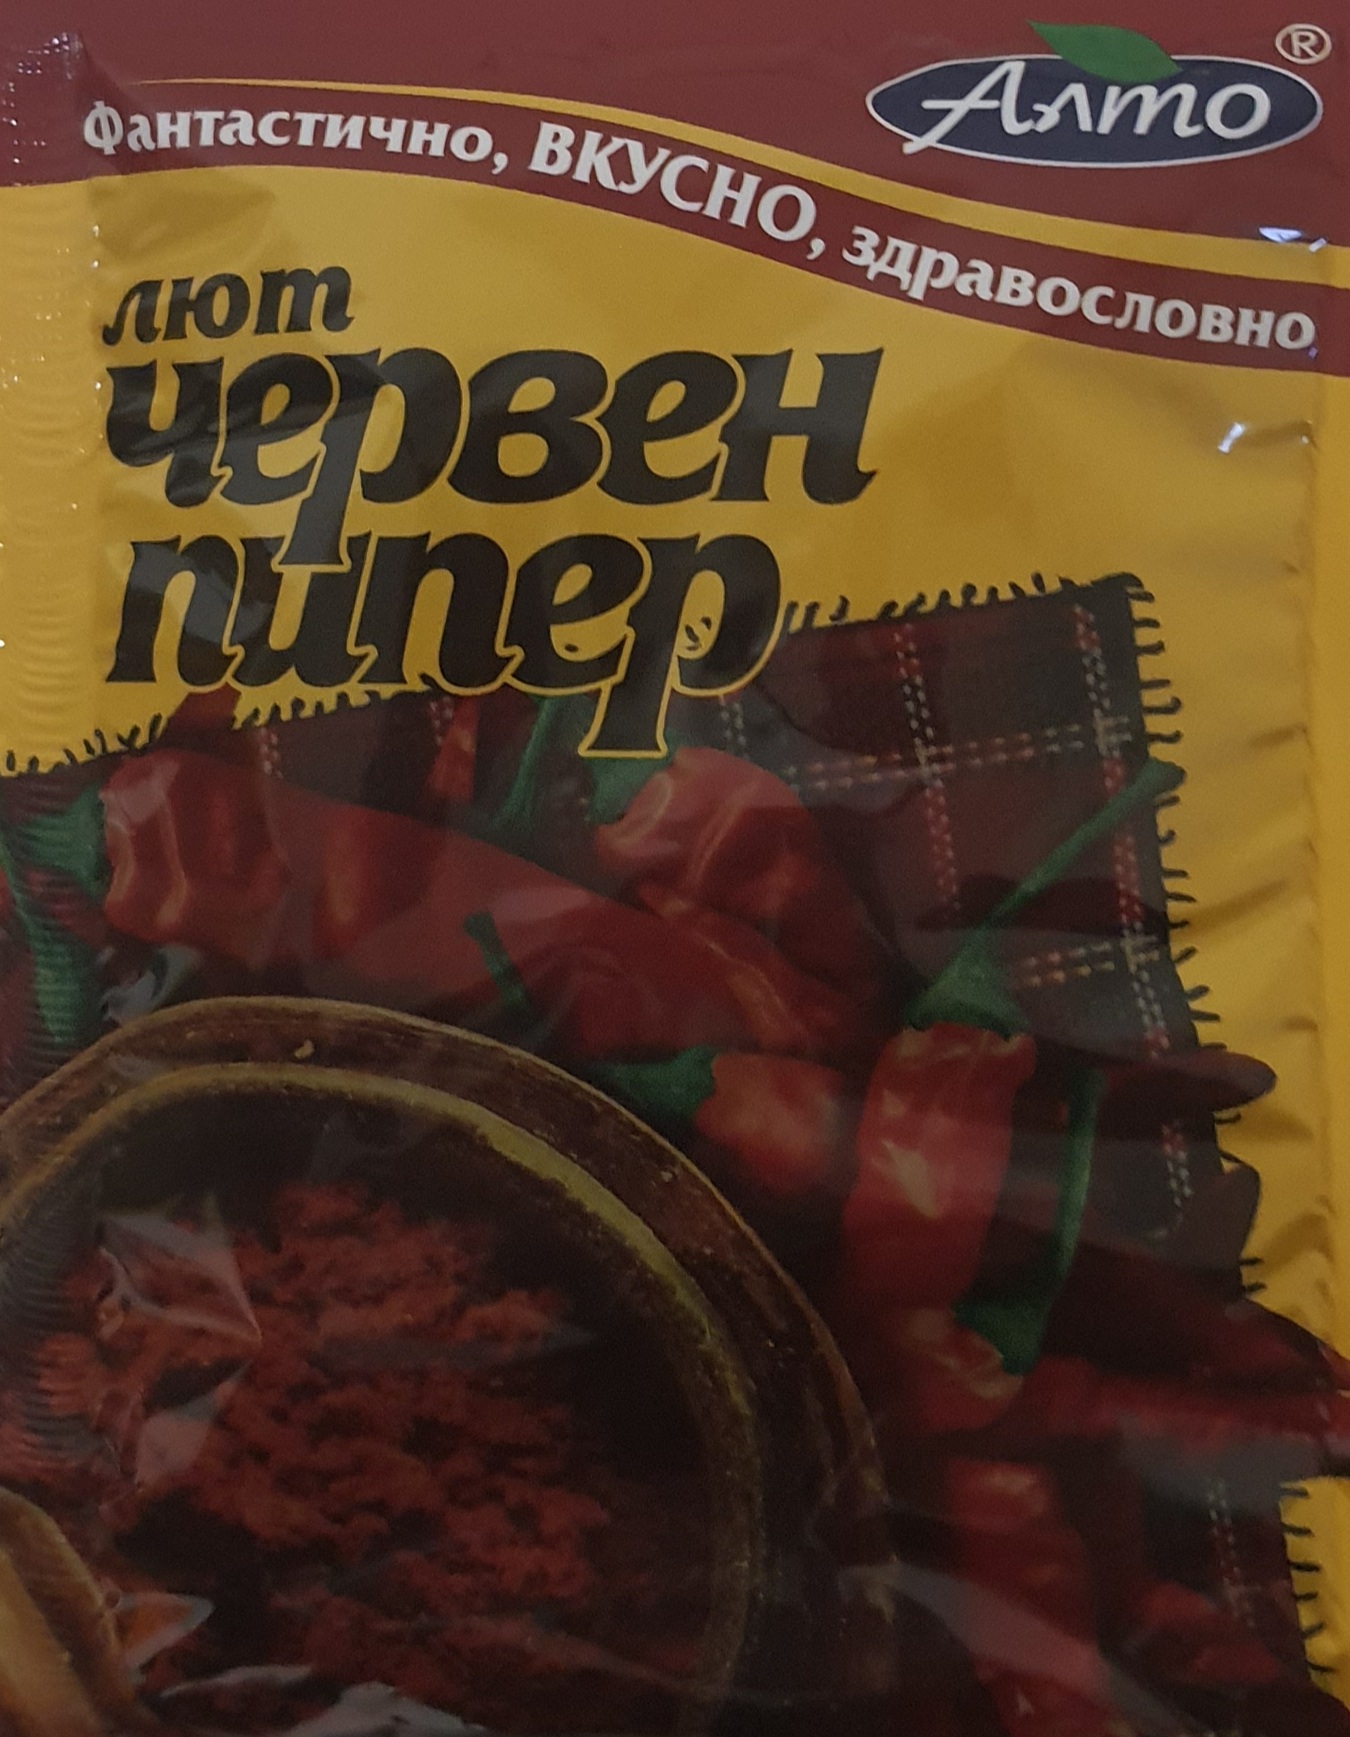 Алто ®
Фантастично, ВКУСНО, здравословно
лют
червен
пипер